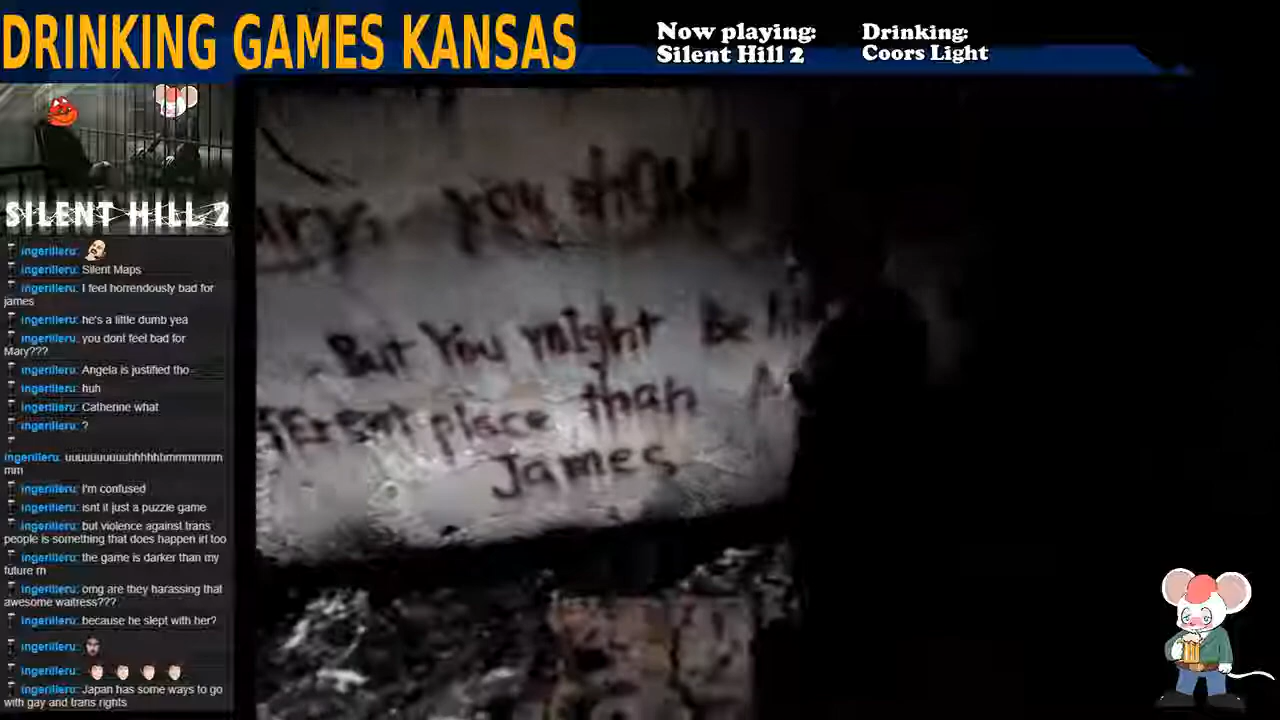 DRINKING GAMES KANSAS
Now playing:
Silent Hill 2
Drinking:
Coors Light
SILENT HILL 2
ingerilleru:
ingerilleru: Silent Maps
ingerilleru: I feel horrendously bad for
james
ingerilleru: he's a little dumb yea
ingerilleru: you dont feel bad for
Mary???
ingerilleru: Angela is justified tho
ingerilleru: huh
ingerilleru: Catherine what
ingerilleru: ?
ingerilleru: uuuuuuuuuuhhhhhhmmmmmmm
mm
ingerilleru: I'm confused
ingerilleru: isnt it just a puzzle game
ingerilleru: but violence against trans
people is something that does happen irl too
ingerilleru: the game is darker than my
future rn
ingerilleru: omg are they harassing that
awesome waitress???
ingerilleru: because he slept with her?
ingerilleru:
ingerilleru:
ingerilleru: Japan has some ways to go
with gay and trans rights
you should
But You might be
place than
James